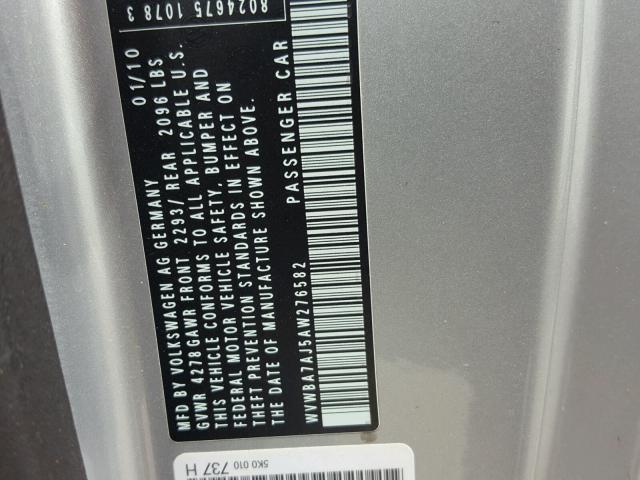 8024675 1078 3
01/10
MFD BY VOLKSWAGEN AG GERMANY
GVWR 4278GAWR FRONT 2293/ REAR 2096 LBS
THIS VEHICLE CONFORMS TO ALL APPLICABLE U.S.
FEDERAL MOTOR VEHICLE SAFETY, BUMPER AND
THEFT PREVENTION STANDARDS IN EFFECT ON
THE DATE OF MANUFACTURE SHOWN ABOVE.
WVWBA7AJ5AW276582 PASSENGER CAR
5K0 010 737 H